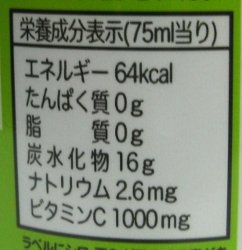 栄養成分表示(75ml当り)
エネルギー 64kcal
たんぱく質 0g
脂　　質 0g
炭水化物 16g
ナトリウム 2.6mg
ビタミンC 1000mg